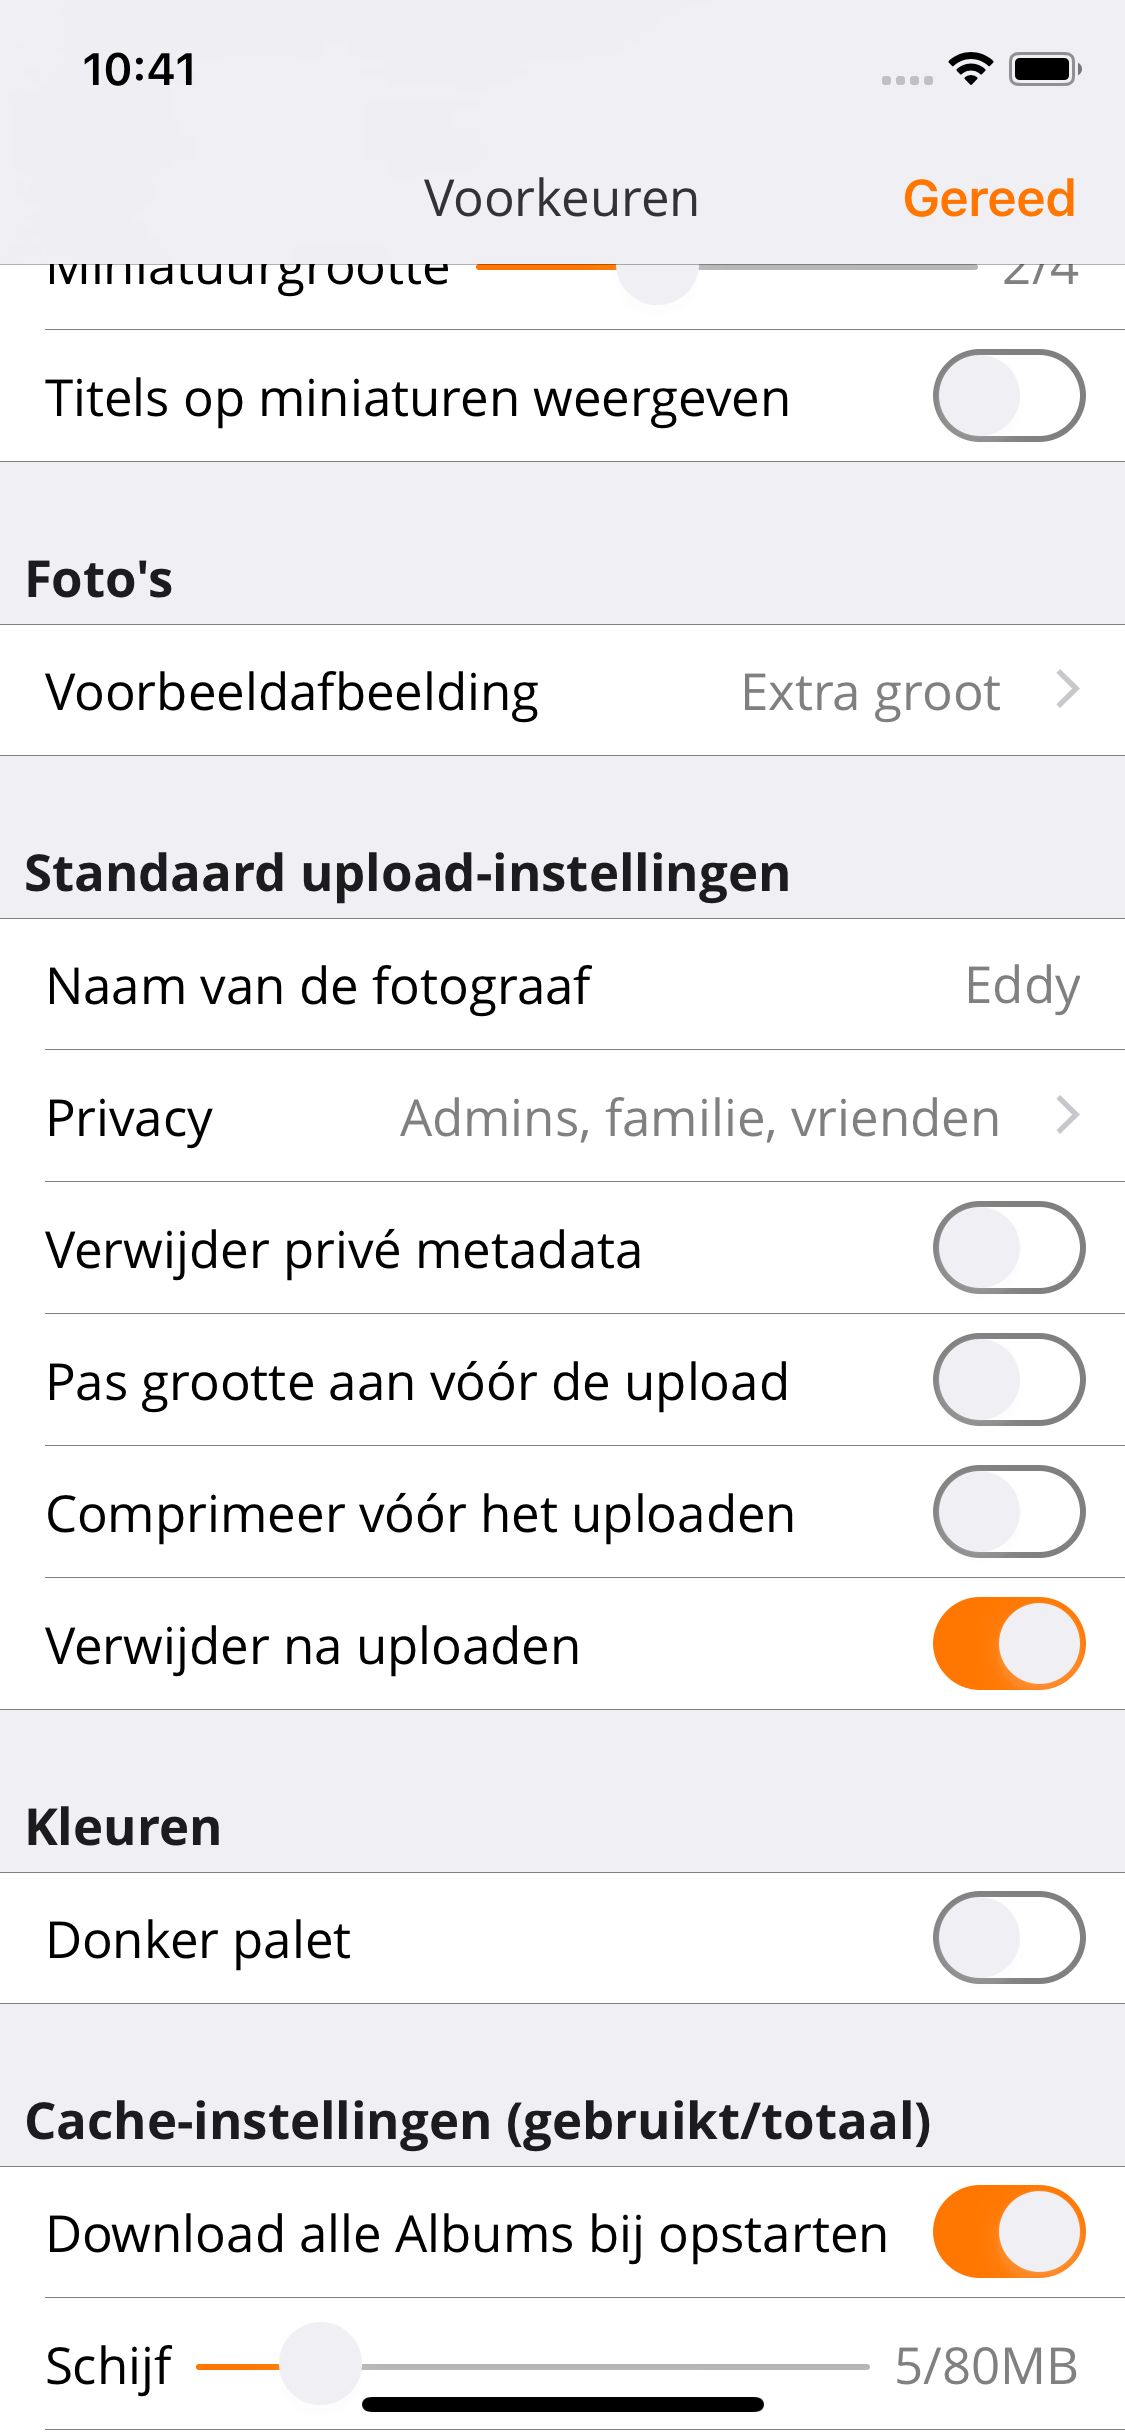 10:41
Voorkeuren
Gereed
Miniatuurgrootte 2/4
Titels op miniaturen weergeven
Foto's
Voorbeeldafbeelding Extra groot
Standaard upload-instellingen
Naam van de fotograaf Eddy
Privacy Admins, familie, vrienden
Verwijder privé metadata
Pas grootte aan vóór de upload
Comprimeer vóór het uploaden
Verwijder na uploaden
Kleuren
Donker palet
Cache-instellingen (gebruikt/totaal)
Download alle Albums bij opstarten
Schijf 5/80MB